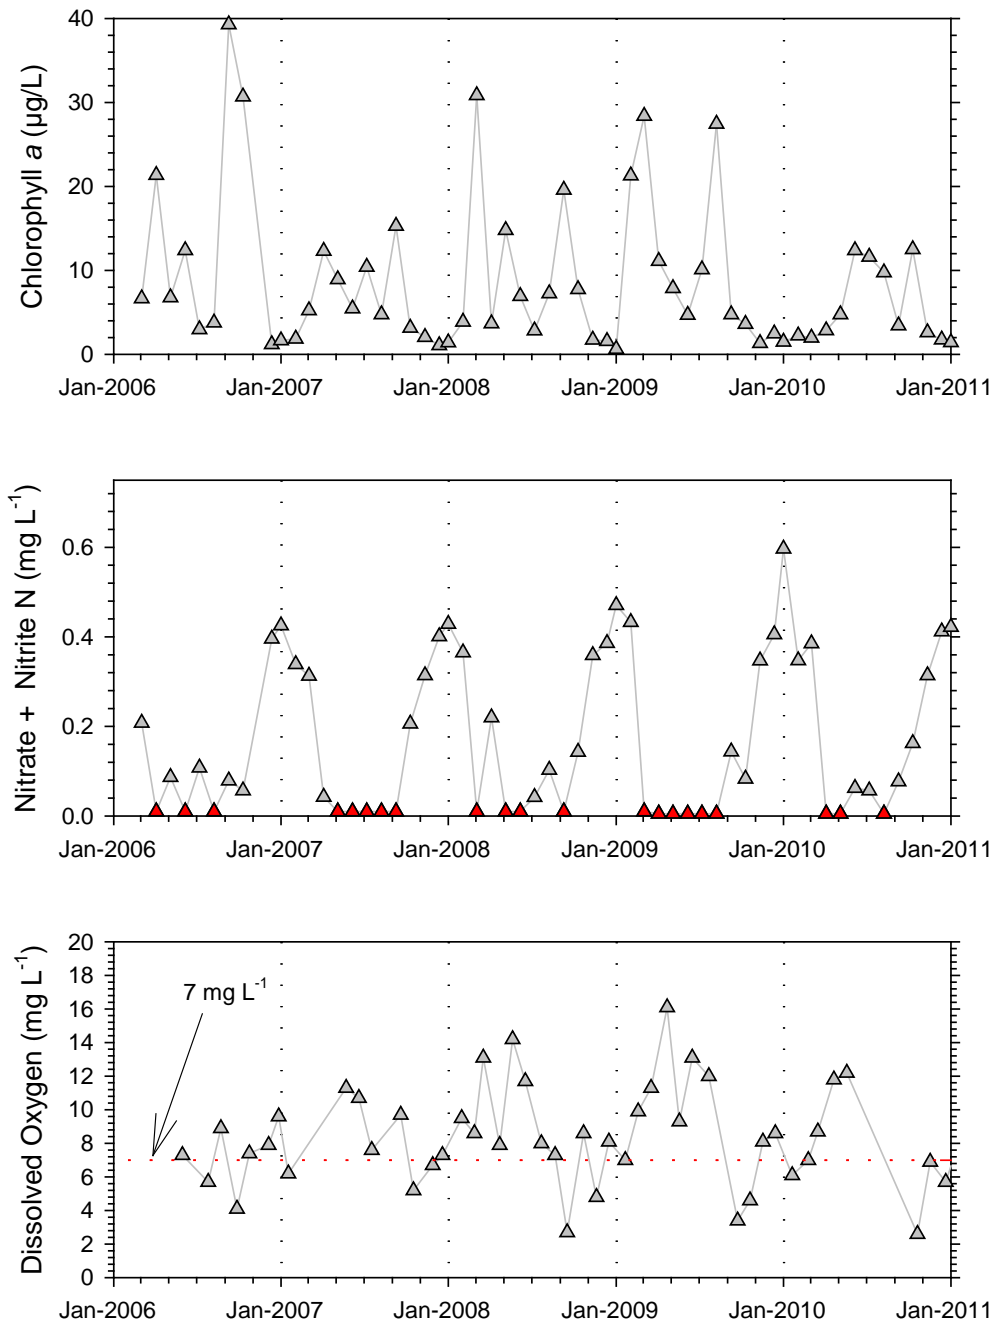 Chlorophyll a (µg/L)
40
30
20
10
0
Jan-2006 Jan-2007 Jan-2008 Jan-2009 Jan-2010 Jan-2011
Nitrate + Nitrite N (mg L⁻¹)
0.6
0.4
0.2
0.0
Jan-2006 Jan-2007 Jan-2008 Jan-2009 Jan-2010 Jan-2011
Dissolved Oxygen (mg L⁻¹)
20
18
16
14
12
10
8
6
4
2
0
7 mg L⁻¹
Jan-2006 Jan-2007 Jan-2008 Jan-2009 Jan-2010 Jan-2011